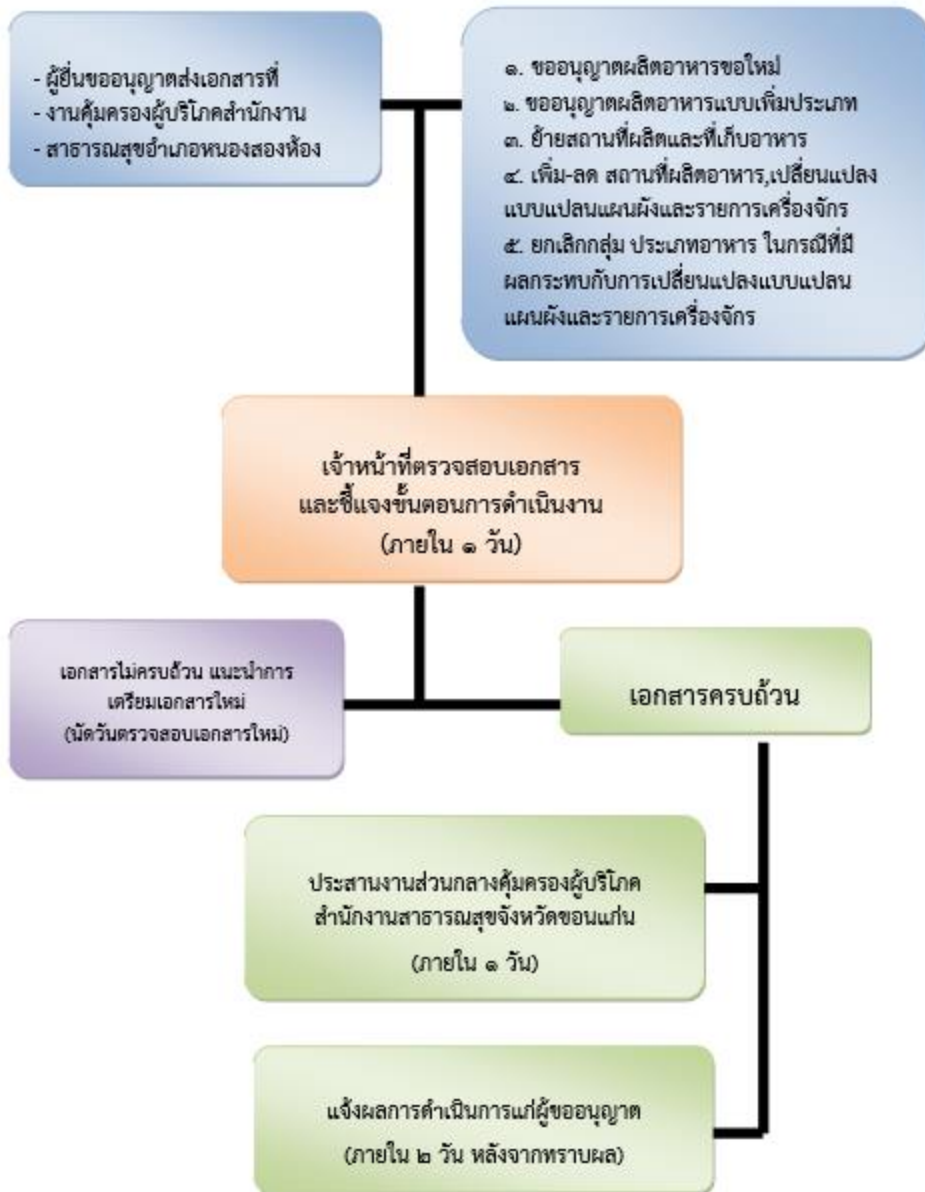 - ผู้ยื่นขออนุญาตส่งเอกสารที่
- งานคุ้มครองผู้บริโภคสำนักงาน
- สาธารณสุขอำเภอหนองสองห้อง
๑. ขออนุญาตผลิตอาหารขอใหม่
๒. ขออนุญาตผลิตอาหารแบบเพิ่มประเภท
๓. ย้ายสถานที่ผลิตและที่เก็บอาหาร
๔. เพิ่ม-ลด สถานที่ผลิตอาหาร,เปลี่ยนแปลง
แบบแปลนแผนผังและรายการเครื่องจักร
๕. ยกเลิกกลุ่ม ประเภทอาหาร ในกรณีที่มี
ผลกระทบกับการเปลี่ยนแปลงแบบแปลน
แผนผังและรายการเครื่องจักร
เจ้าหน้าที่ตรวจสอบเอกสาร
และชี้แจงขั้นตอนการดำเนินงาน
(ภายใน ๑ วัน)
เอกสารไม่ครบถ้วน แนะนำการ
เตรียมเอกสารใหม่
(นัดวันตรวจสอบเอกสารใหม่)
เอกสารครบถ้วน
ประสานงานส่วนกลางคุ้มครองผู้บริโภค
สำนักงานสาธารณสุขจังหวัดขอนแก่น
(ภายใน ๑ วัน)
แจ้งผลการดำเนินการแก่ผู้ขออนุญาต
(ภายใน ๒ วัน หลังจากทราบผล)